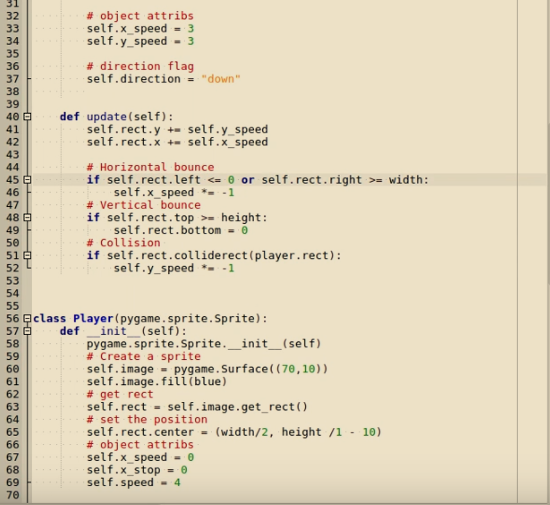 31
32 # object attribs
33 self.x_speed = 3
34 self.y_speed = 3
35
36 # direction flag
37 self.direction = "down"
38
39
40 def update(self):
41 self.rect.y += self.y_speed
42 self.rect.x += self.x_speed
43
44 # Horizontal bounce
45 if self.rect.left <= 0 or self.rect.right >= width:
46 self.x_speed *= -1
47 # Vertical bounce
48 if self.rect.top >= height:
49 self.rect.bottom = 0
50 # Collision
51 if self.rect.colliderect(player.rect):
52 self.y_speed *= -1
53
54
55
56 class Player(pygame.sprite.Sprite):
57 def __init__(self):
58 pygame.sprite.Sprite.__init__(self)
59 # Create a sprite
60 self.image = pygame.Surface((70,10))
61 self.image.fill(blue)
62 # get rect
63 self.rect = self.image.get_rect()
64 # set the position
65 self.rect.center = (width/2, height /1 - 10)
66 # object attribs
67 self.x_speed = 0
68 self.x_stop = 0
69 self.speed = 4
70